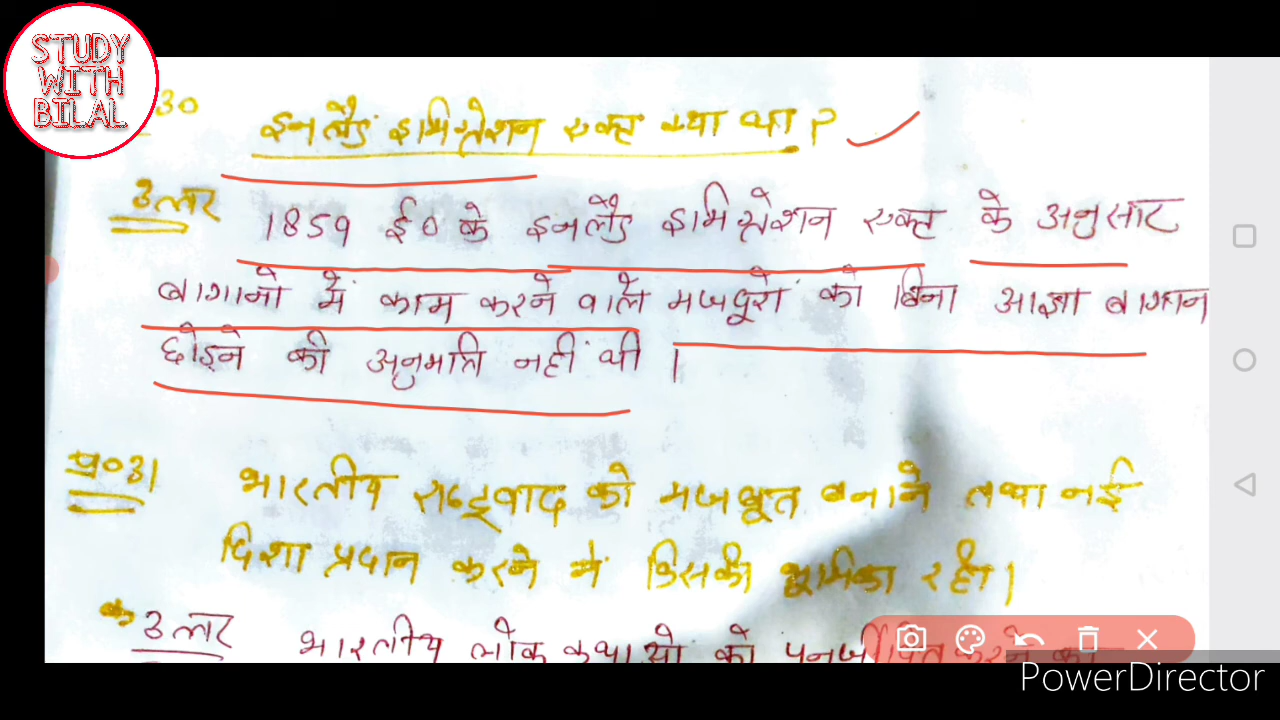 STUDY
WITH
BILAL
30 इनलैंड इमिग्रेशन एक्ट क्या था?
उत्तर 1859 ई० के इनलैंड इमिग्रेशन एक्ट के अनुसार
बागानों में काम करने वाले मजदूरों को बिना आज्ञा बागान
छोड़ने की अनुमति नहीं थी।
प्र०31 भारतीय राष्ट्रवाद को मजबूत बनाने तथा नई
दिशा प्रदान करने में किसकी भूमिका रही।
उत्तर भारतीय लोक कथाओं को
PowerDirector